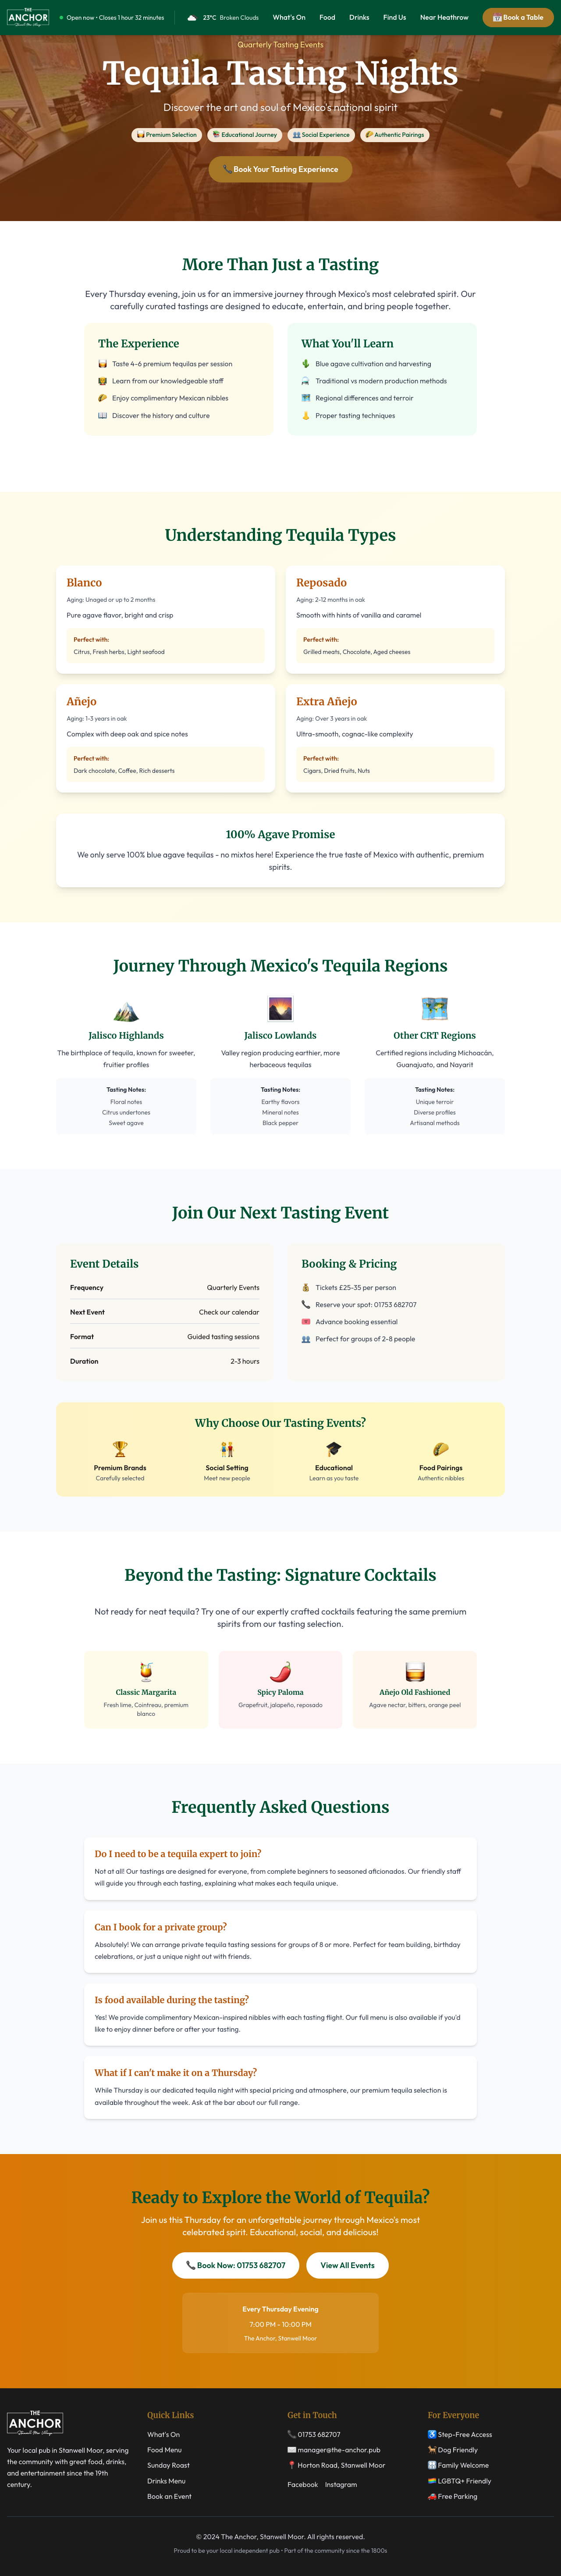 THE
ANCHOR
Stanwell Moor Village
Open now • Closes 1 hour 32 minutes
23°C Broken Clouds
What's On
Food
Drinks
Find Us
Near Heathrow
Book a Table
Quarterly Tasting Events
Tequila Tasting Nights
Discover the art and soul of Mexico's national spirit
Premium Selection
Educational Journey
Social Experience
Authentic Pairings
Book Your Tasting Experience
More Than Just a Tasting
Every Thursday evening, join us for an immersive journey through Mexico's most celebrated spirit. Our
carefully curated tastings are designed to educate, entertain, and bring people together.
The Experience
Taste 4-6 premium tequilas per session
Learn from our knowledgeable staff
Enjoy complimentary Mexican nibbles
Discover the history and culture
What You'll Learn
Blue agave cultivation and harvesting
Traditional vs modern production methods
Regional differences and terroir
Proper tasting techniques
Understanding Tequila Types
Blanco
Aging: Unaged or up to 2 months
Pure agave flavor, bright and crisp
Perfect with:
Citrus, Fresh herbs, Light seafood
Reposado
Aging: 2-12 months in oak
Smooth with hints of vanilla and caramel
Perfect with:
Grilled meats, Chocolate, Aged cheeses
Añejo
Aging: 1-3 years in oak
Complex with deep oak and spice notes
Perfect with:
Dark chocolate, Coffee, Rich desserts
Extra Añejo
Aging: Over 3 years in oak
Ultra-smooth, cognac-like complexity
Perfect with:
Cigars, Dried fruits, Nuts
100% Agave Promise
We only serve 100% blue agave tequilas - no mixtos here! Experience the true taste of Mexico with authentic, premium
spirits.
Journey Through Mexico's Tequila Regions
Jalisco Highlands
The birthplace of tequila, known for sweeter,
fruitier profiles
Tasting Notes:
Floral notes
Citrus undertones
Sweet agave
Jalisco Lowlands
Valley region producing earthier, more
herbaceous tequilas
Tasting Notes:
Earthy flavors
Mineral notes
Black pepper
Other CRT Regions
Certified regions including Michoacán,
Guanajuato, and Nayarit
Tasting Notes:
Unique terroir
Diverse profiles
Artisanal methods
Join Our Next Tasting Event
Event Details
Frequency Quarterly Events
Next Event Check our calendar
Format Guided tasting sessions
Duration 2-3 hours
Booking & Pricing
Tickets £25-35 per person
Reserve your spot: 01753 682707
Advance booking essential
Perfect for groups of 2-8 people
Why Choose Our Tasting Events?
Premium Brands
Carefully selected
Social Setting
Meet new people
Educational
Learn as you taste
Food Pairings
Authentic nibbles
Beyond the Tasting: Signature Cocktails
Not ready for neat tequila? Try one of our expertly crafted cocktails featuring the same premium
spirits from our tasting selection.
Classic Margarita
Fresh lime, Cointreau, premium
blanco
Spicy Paloma
Grapefruit, jalapeño, reposado
Añejo Old Fashioned
Agave nectar, bitters, orange peel
Frequently Asked Questions
Do I need to be a tequila expert to join?
Not at all! Our tastings are designed for everyone, from complete beginners to seasoned aficionados. Our friendly staff
will guide you through each tasting, explaining what makes each tequila unique.
Can I book for a private group?
Absolutely! We can arrange private tequila tasting sessions for groups of 8 or more. Perfect for team building, birthday
celebrations, or just a unique night out with friends.
Is food available during the tasting?
Yes! We provide complimentary Mexican-inspired nibbles with each tasting flight. Our full menu is also available if you'd
like to enjoy dinner before or after your tasting.
What if I can't make it on a Thursday?
While Thursday is our dedicated tequila night with special pricing and atmosphere, our premium tequila selection is
available throughout the week. Ask at the bar about our full range.
Ready to Explore the World of Tequila?
Join us this Thursday for an unforgettable journey through Mexico's most
celebrated spirit. Educational, social, and delicious!
Book Now: 01753 682707
View All Events
Every Thursday Evening
7:00 PM - 10:00 PM
The Anchor, Stanwell Moor
THE
ANCHOR
Stanwell Moor Village
Your local pub in Stanwell Moor, serving
the community with great food, drinks,
and entertainment since the 19th
century.
Quick Links
What's On
Food Menu
Sunday Roast
Drinks Menu
Book an Event
Get in Touch
01753 682707
manager@the-anchor.pub
Horton Road, Stanwell Moor
Facebook Instagram
For Everyone
Step-Free Access
Dog Friendly
Family Welcome
LGBTQ+ Friendly
Free Parking
© 2024 The Anchor, Stanwell Moor. All rights reserved.
Proud to be your local independent pub • Part of the community since the 1800s